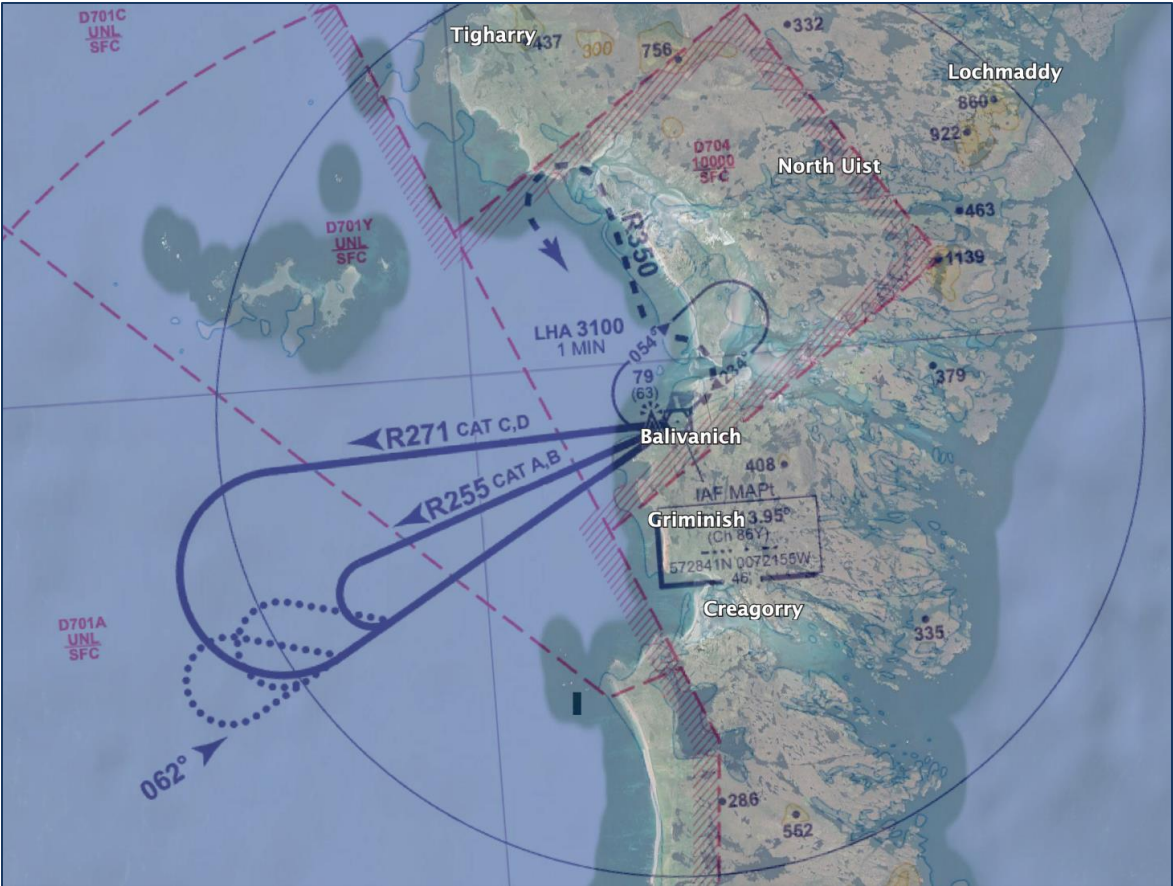 D701C
UNL
SFC
Tigharry
437
300
756
332
Lochmaddy
860
922
D704
10000
SFC
North Uist
463
D701Y
UNL
SFC
R350
1139
LHA 3100
1 MIN
054°
234°
79
(63)
379
R271 CAT C,D
Balivanich
R255 CAT A,B
408
IAF MAPt
Griminish 3.95°
(Ch 86Y)
572841N 0072155W
46'
Creagorry
D701A
UNL
SFC
335
062°
286
562